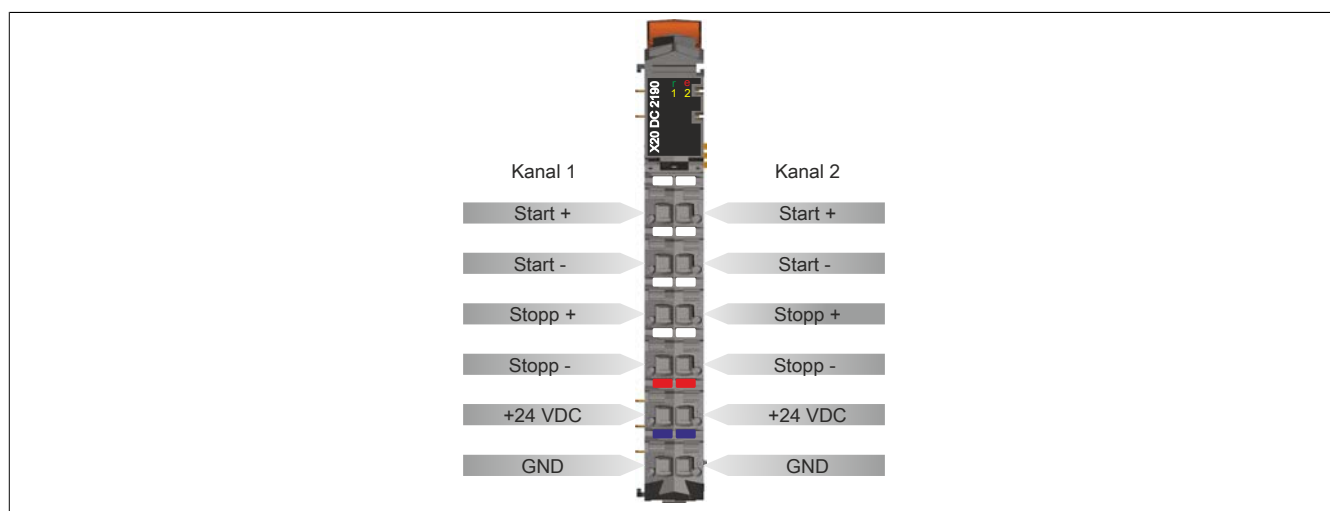 X20 DC 2190
r e
1 2
Kanal 1 Kanal 2
Start + Start +
Start - Start -
Stopp + Stopp +
Stopp - Stopp -
+24 VDC +24 VDC
GND GND